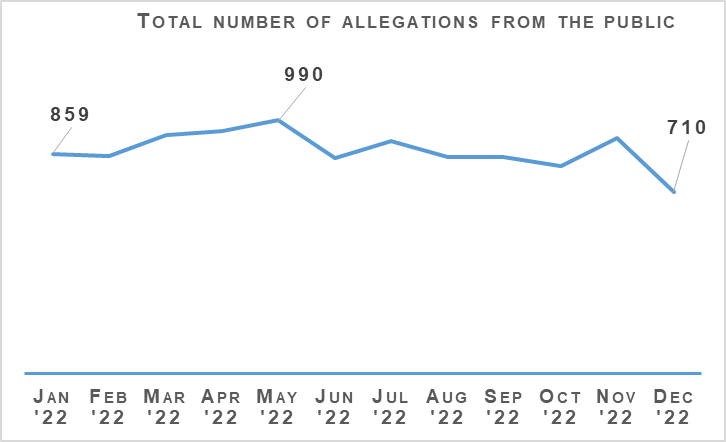 TOTAL NUMBER OF ALLEGATIONS FROM THE PUBLIC
990
859
710
JAN FEB MAR APR MAY JUN JUL AUG SEP OCT NOV DEC
'22 '22 '22 '22 '22 '22 '22 '22 '22 '22 '22 '22